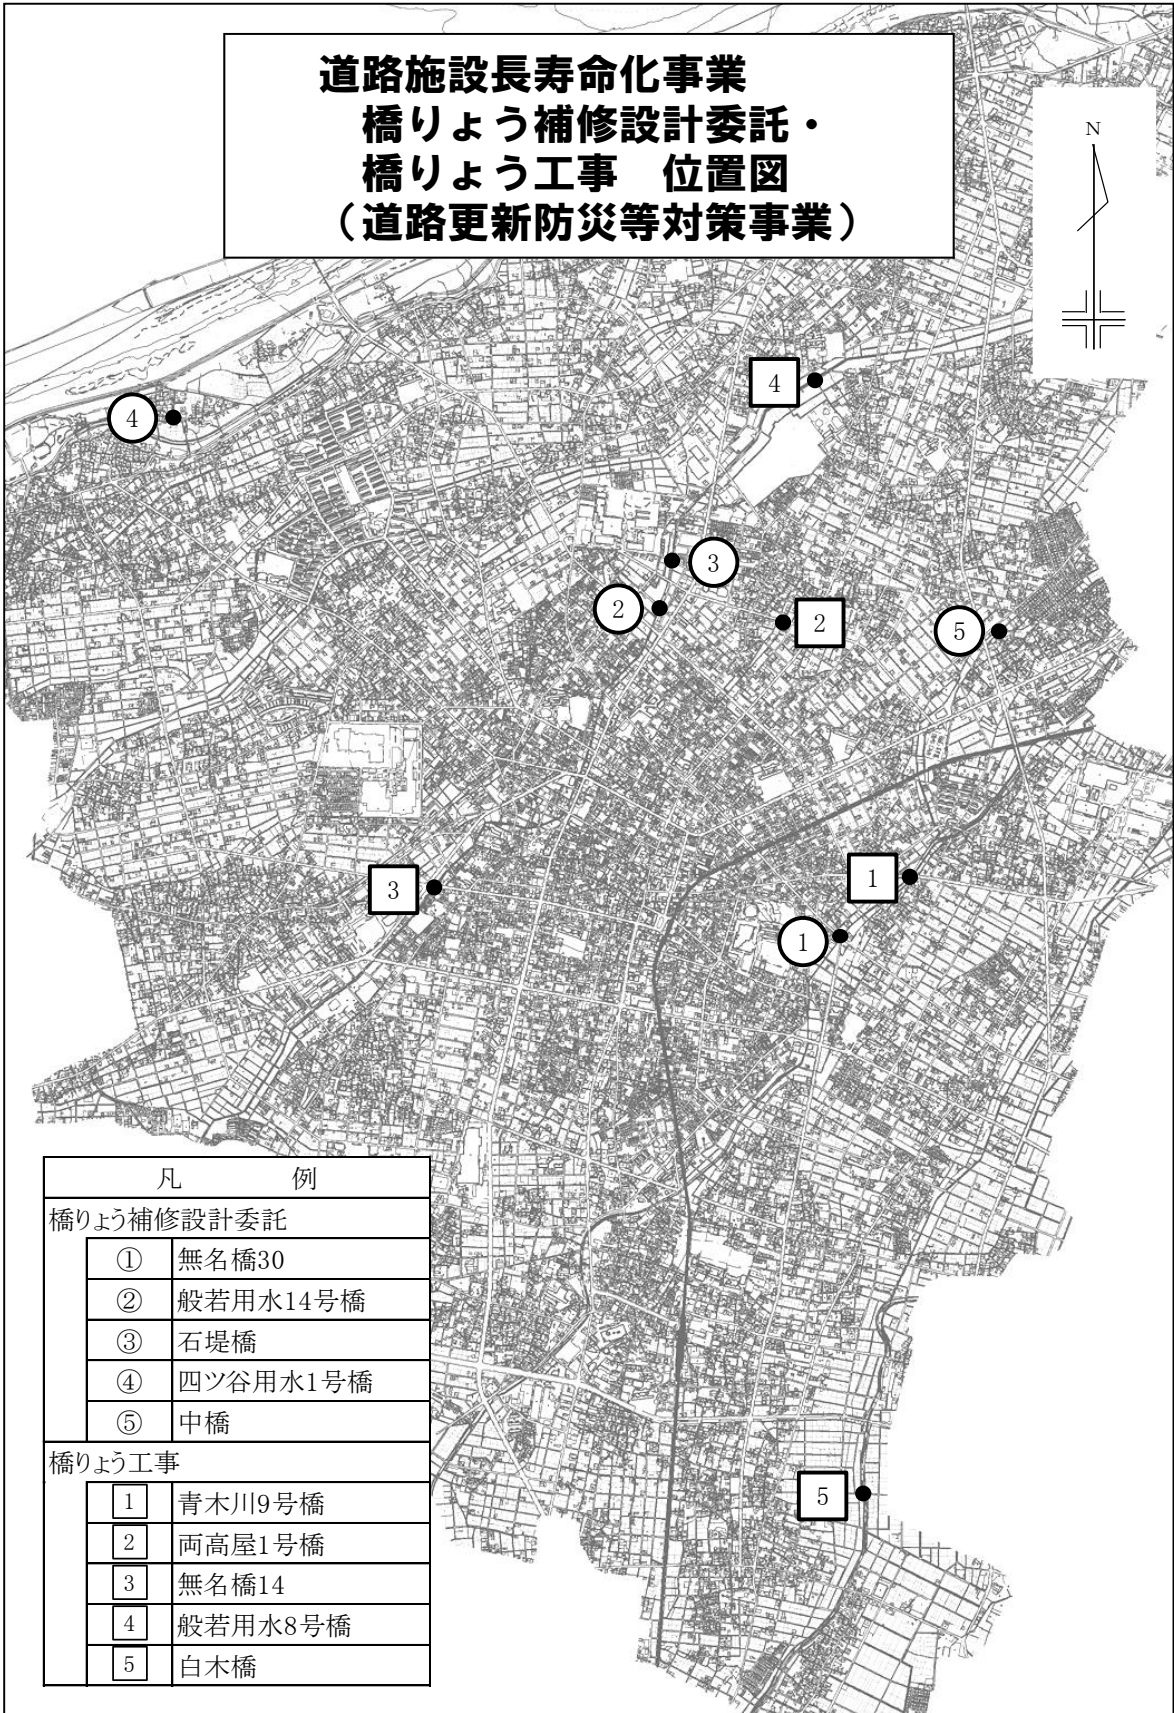 道路施設長寿命化事業
橋りょう補修設計委託・
橋りょう工事　位置図
（道路更新防災等対策事業）
N
4
4
3
2
2
5
3
1
1
5
凡　例
橋りょう補修設計委託
① 無名橋30
② 般若用水14号橋
③ 石堤橋
④ 四ツ谷用水1号橋
⑤ 中橋
橋りょう工事
1 青木川9号橋
2 両高屋1号橋
3 無名橋14
4 般若用水8号橋
5 白木橋